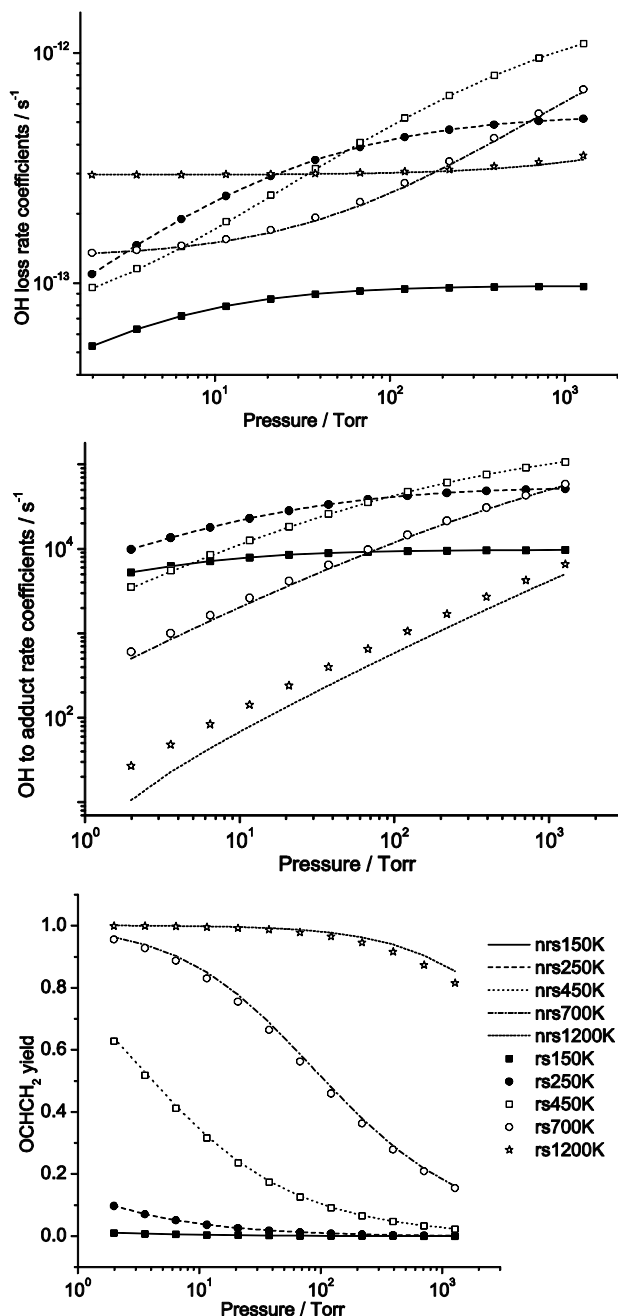 10⁻¹²
10⁻¹³
OH loss rate coefficients / s⁻¹
10¹ 10² 10³
Pressure / Torr
10⁴
10²
OH to adduct rate coefficients / s⁻¹
10⁰ 10¹ 10² 10³
Pressure / Torr
1.0
0.8
0.6
0.4
0.2
0.0
OCHCH₂ yield
10⁰ 10¹ 10² 10³
Pressure / Torr
nrs150K
nrs250K
nrs450K
nrs700K
nrs1200K
rs150K
rs250K
rs450K
rs700K
rs1200K